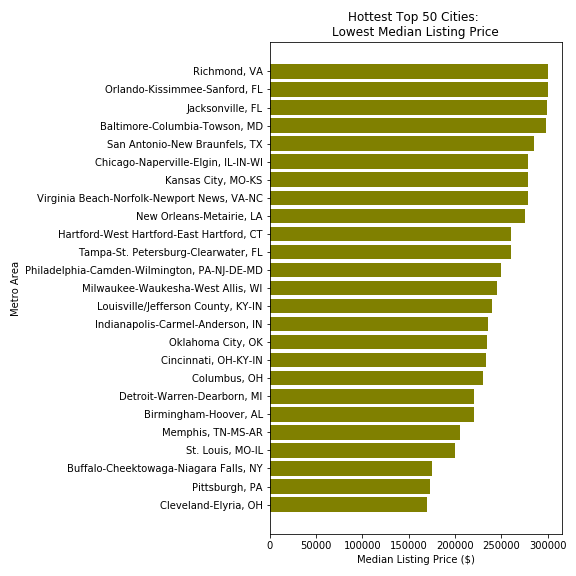 Hottest Top 50 Cities:
Lowest Median Listing Price
Metro Area
Richmond, VA
Orlando-Kissimmee-Sanford, FL
Jacksonville, FL
Baltimore-Columbia-Towson, MD
San Antonio-New Braunfels, TX
Chicago-Naperville-Elgin, IL-IN-WI
Kansas City, MO-KS
Virginia Beach-Norfolk-Newport News, VA-NC
New Orleans-Metairie, LA
Hartford-West Hartford-East Hartford, CT
Tampa-St. Petersburg-Clearwater, FL
Philadelphia-Camden-Wilmington, PA-NJ-DE-MD
Milwaukee-Waukesha-West Allis, WI
Louisville/Jefferson County, KY-IN
Indianapolis-Carmel-Anderson, IN
Oklahoma City, OK
Cincinnati, OH-KY-IN
Columbus, OH
Detroit-Warren-Dearborn, MI
Birmingham-Hoover, AL
Memphis, TN-MS-AR
St. Louis, MO-IL
Buffalo-Cheektowaga-Niagara Falls, NY
Pittsburgh, PA
Cleveland-Elyria, OH
0 50000 100000 150000 200000 250000 300000
Median Listing Price ($)